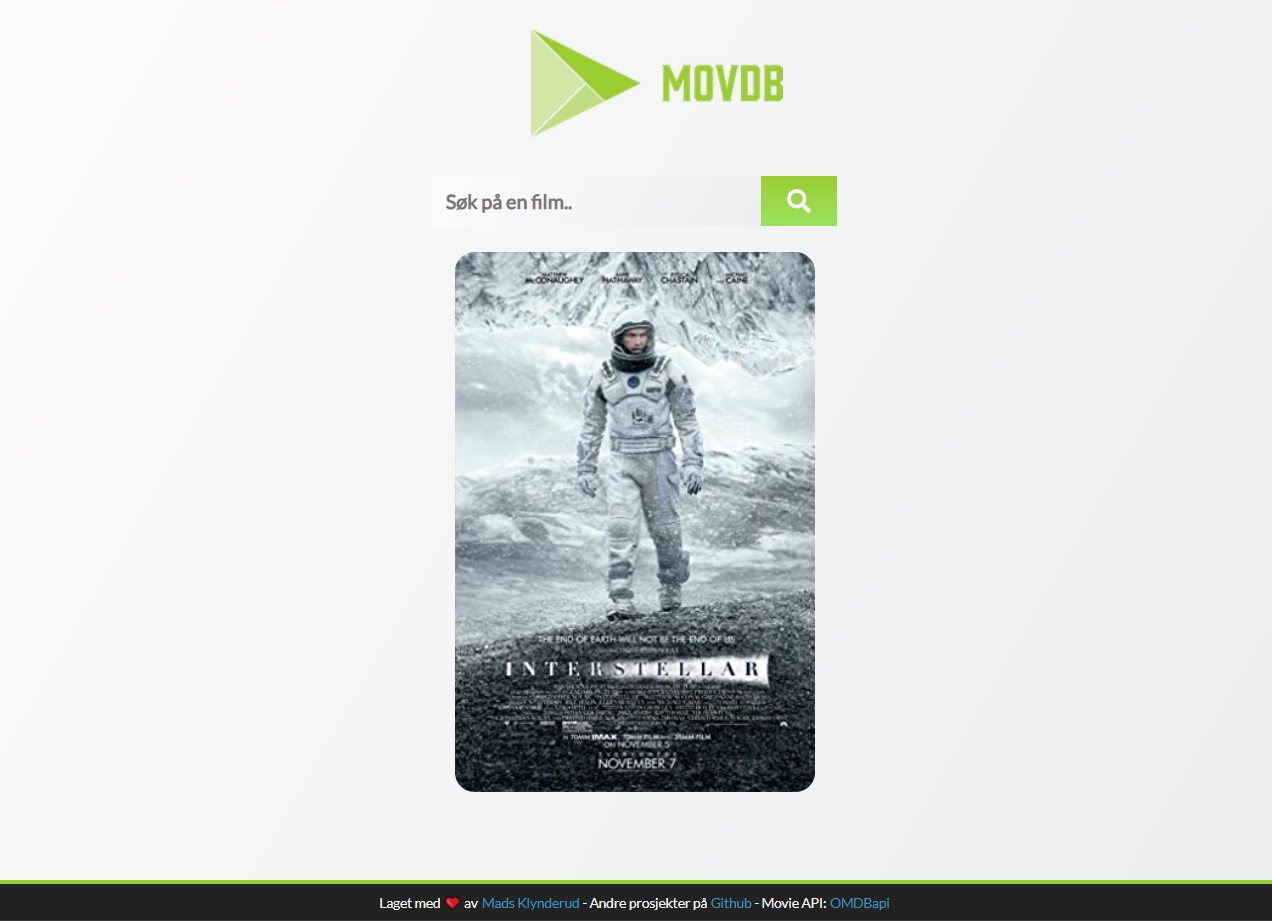 MOVDB
Søk på en film..
MATTHEW ANNE JESSICA MICHAEL
McCONAUGHEY HATHAWAY CHASTAIN CAINE
THE END OF EARTH WILL NOT BE THE END OF US
INTERSTELLAR
IN 70MM IMAX, 70MM FILM AND 35MM FILM
ON NOVEMBER 5
EVERYWHERE
NOVEMBER 7
Laget med ❤ av Mads Klynderud - Andre prosjekter på Github - Movie API: OMDBapi